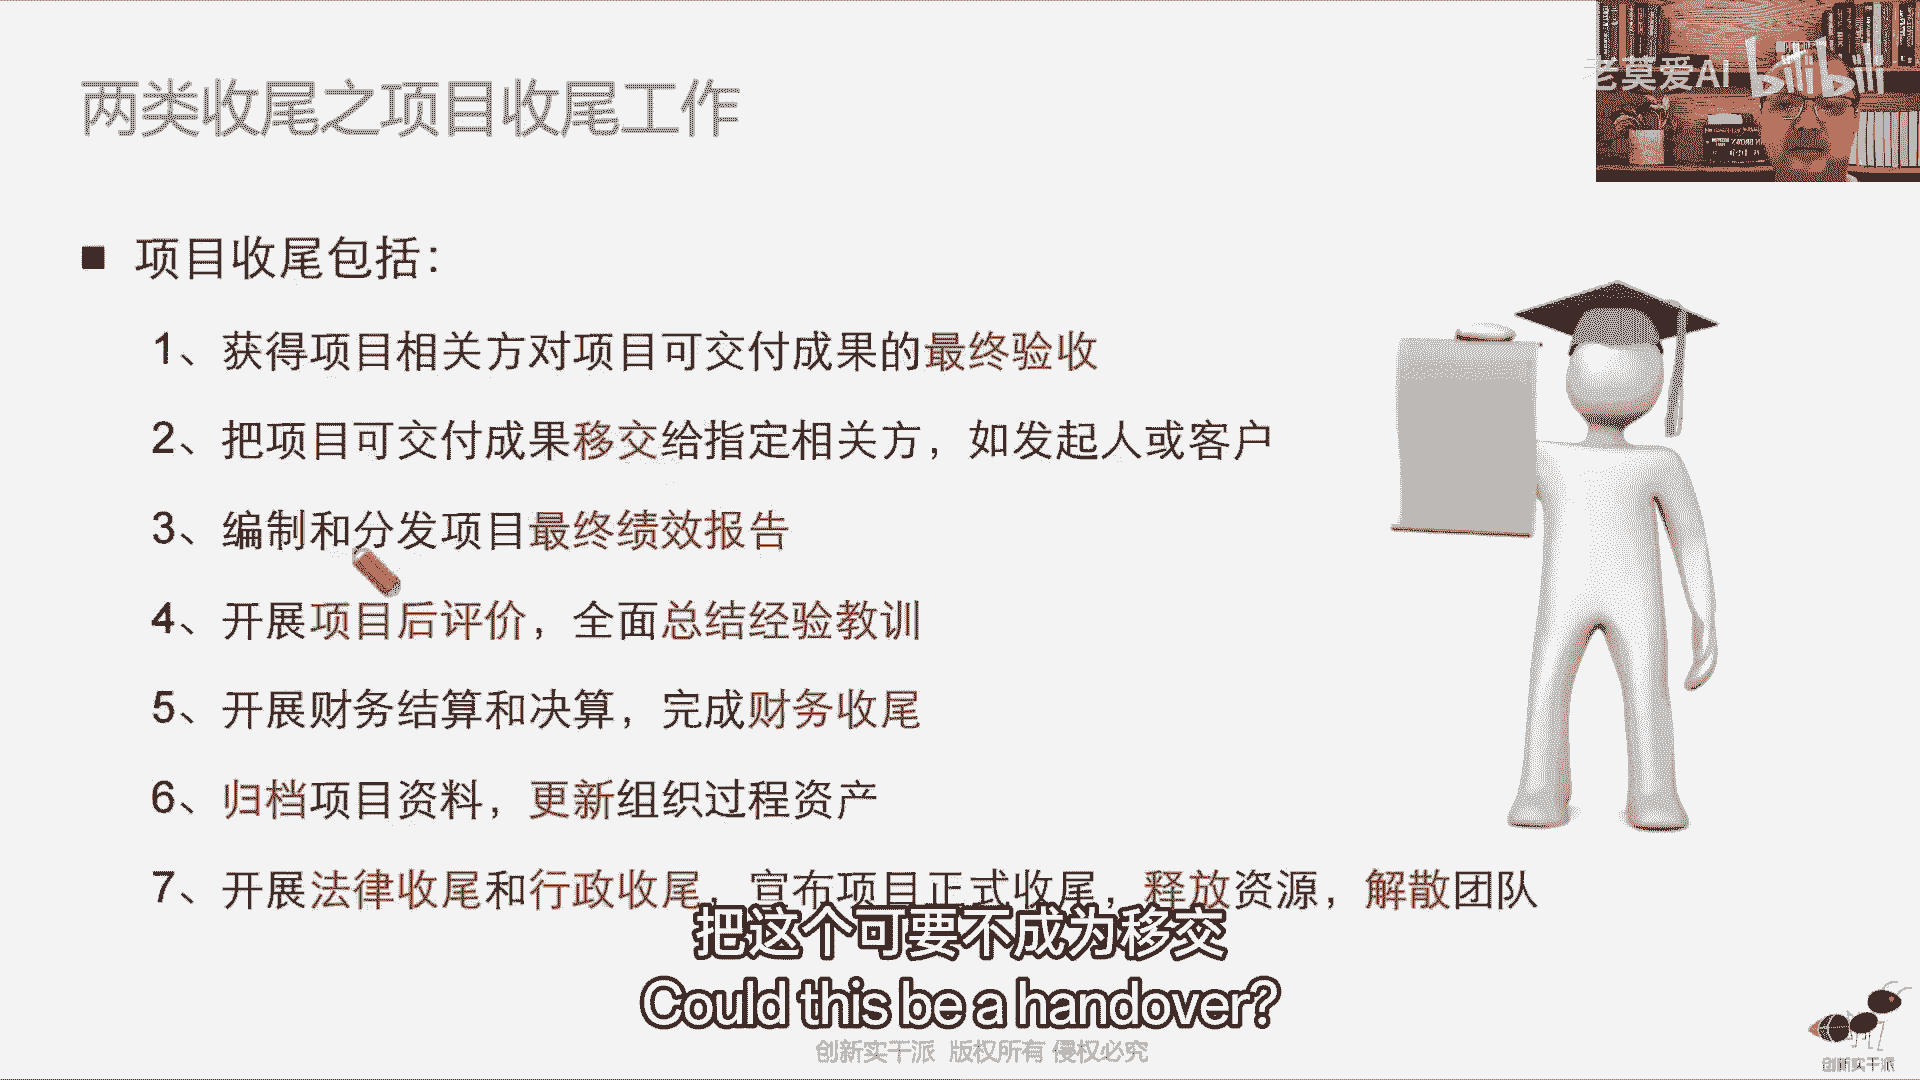 两类收尾之项目收尾工作
老莫爱AI bilibili
■ 项目收尾包括：
1、获得项目相关方对项目可交付成果的最终验收
2、把项目可交付成果移交给指定相关方，如发起人或客户
3、编制和分发项目最终绩效报告
4、开展项目后评价，全面总结经验教训
5、开展财务结算和决算，完成财务收尾
6、归档项目资料，更新组织过程资产
7、开展法律收尾和行政收尾，宣布项目正式收尾，释放资源，解散团队
把这个可要不成为移交
Could this be a handover?
创新实干派 版权所有 侵权必究
创新实干派